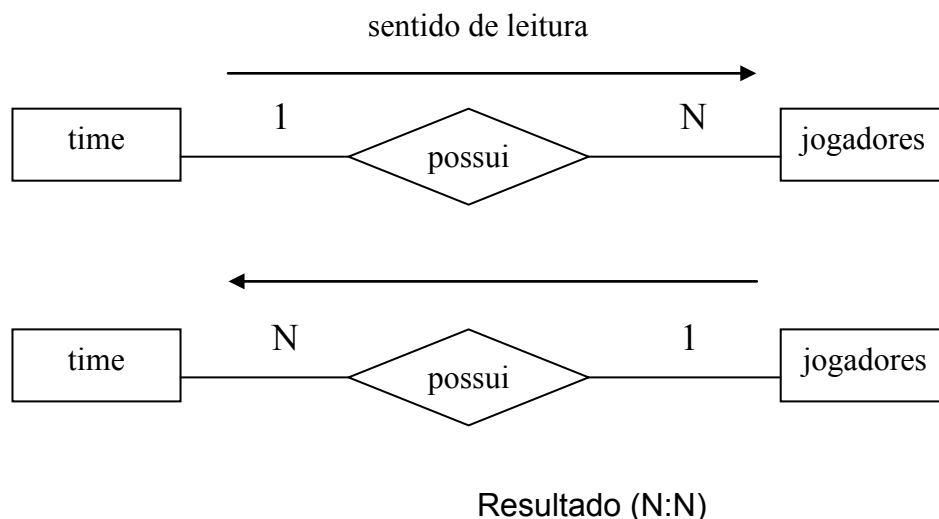 sentido de leitura
1 N
time possui jogadores
N 1
time possui jogadores
Resultado (N:N)